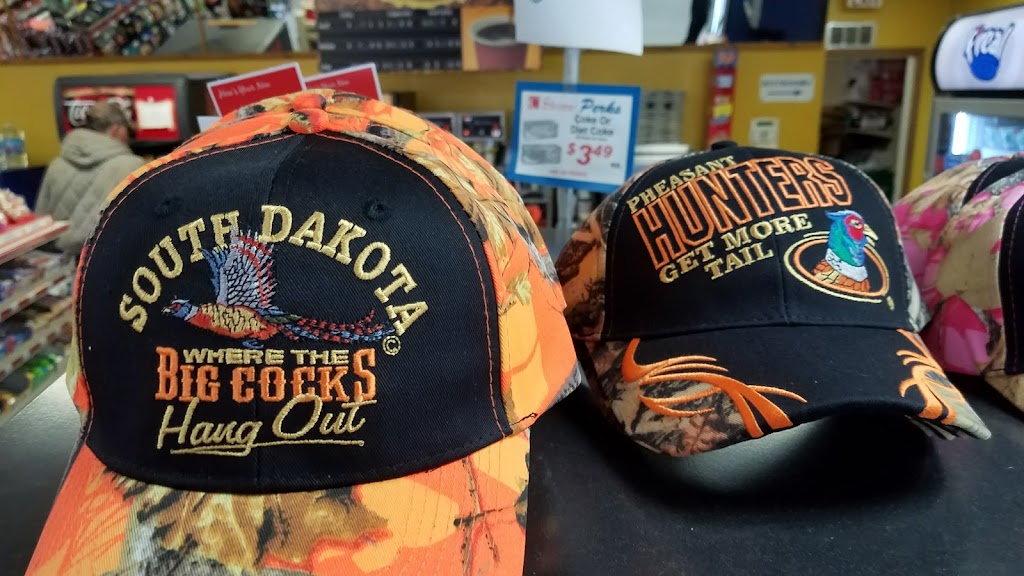 SOUTH DAKOTA
©
WHERE THE
BIG COCKS
Hang Out
PHEASANT
HUNTERS
GET MORE
TAIL
Perks
Coke Or
Diet Coke
$3.49